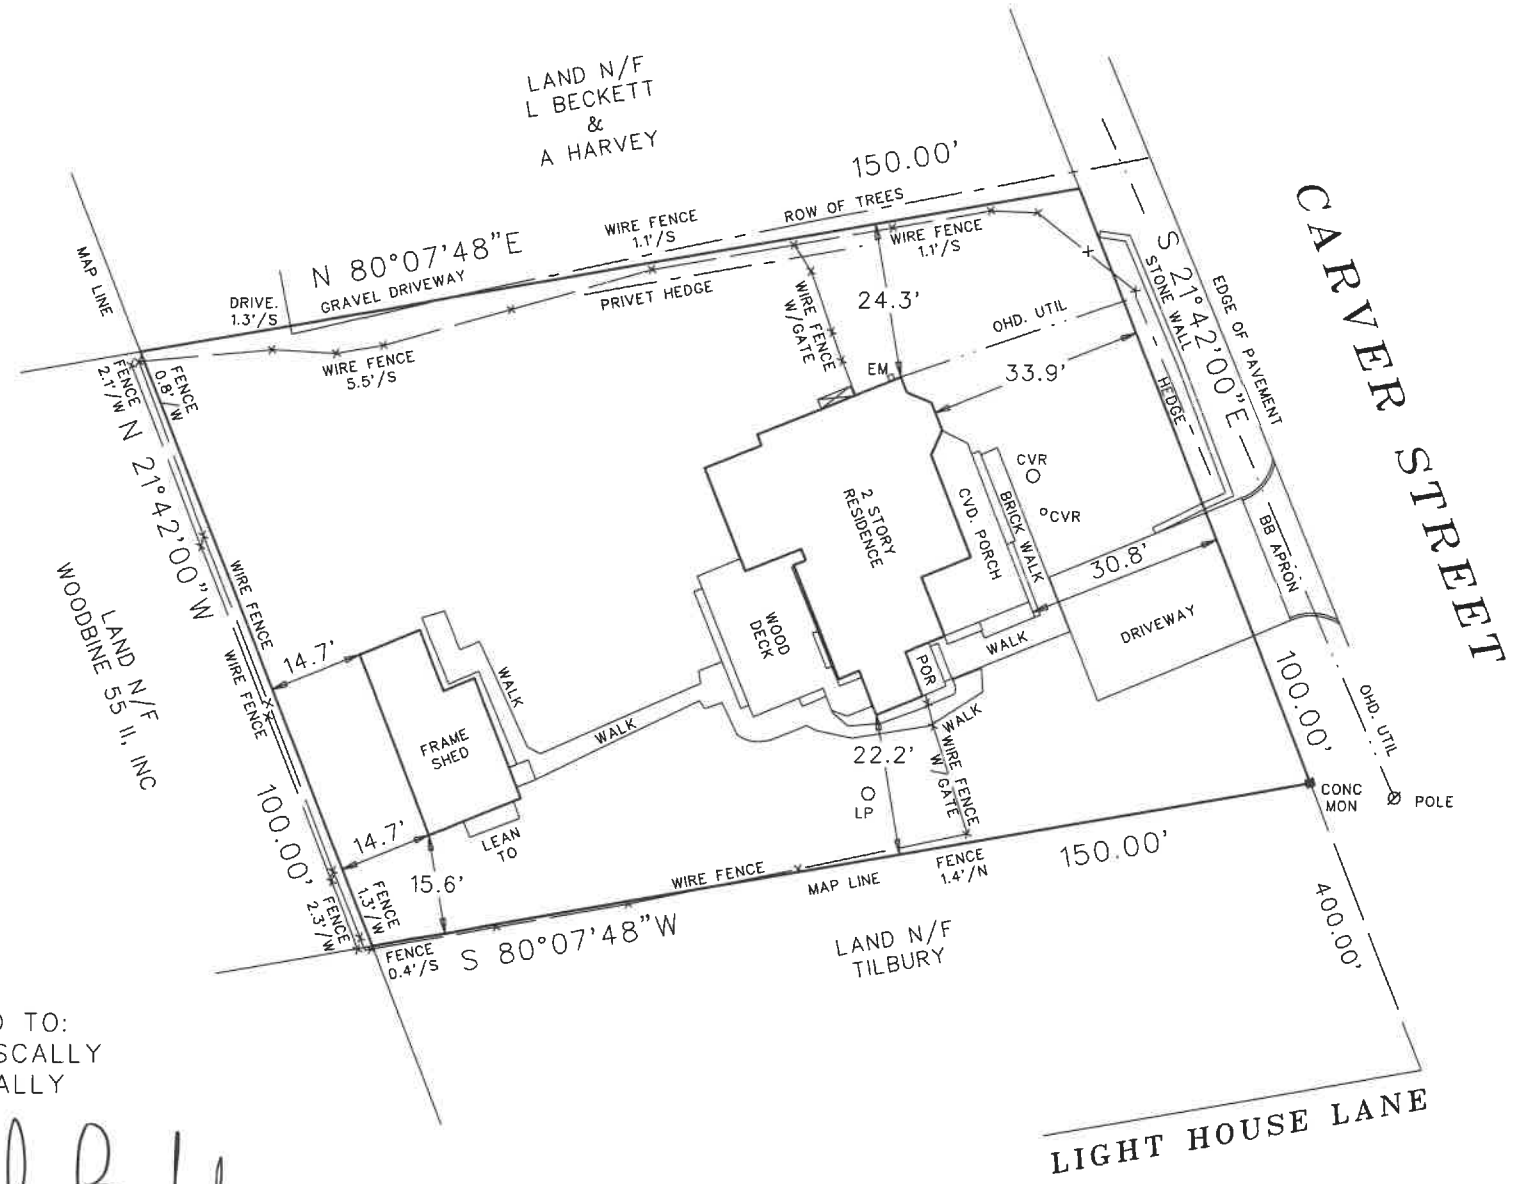 LAND N/F
L BECKETT
&
A HARVEY
150.00'
ROW OF TREES
WIRE FENCE
1.1'/S
WIRE FENCE
1.1'/S
N 80°07'48"E
GRAVEL DRIVEWAY
DRIVE.
1.3'/S
PRIVET HEDGE
MAP LINE
WIRE FENCE
5.5'/S
WIRE FENCE
W/GATE
24.3'
OHD. UTIL
EM
33.9'
S 21°42'00"E
STONE WALL
HEDGE
EDGE OF PAVEMENT
CARVER STREET
FENCE
2.1'/W
FENCE
0.8'/W
N 21°42'00"W
2 STORY
RESIDENCE
CVD. PORCH
BRICK WALK
CVR
CVR
BB APRON
30.8'
DRIVEWAY
WIRE FENCE
WIRE FENCE
LAND N/F
WOODBINE 55 II, INC
14.7'
WALK
WOOD
DECK
POR
WALK
FRAME
SHED
WALK
WALK
22.2'
WIRE FENCE
W/ GATE
LP
100.00'
OHD. UTIL
CONC
MON
POLE
100.00'
14.7'
LEAN
TO
15.6'
WIRE FENCE
MAP LINE
FENCE
1.4'/N
150.00'
FENCE
1.3'/W
FENCE
2.3'/W
FENCE
0.4'/S
S 80°07'48"W
LAND N/F
TILBURY
400.00'
LIGHT HOUSE LANE
TO:
SCALLY
ALLY